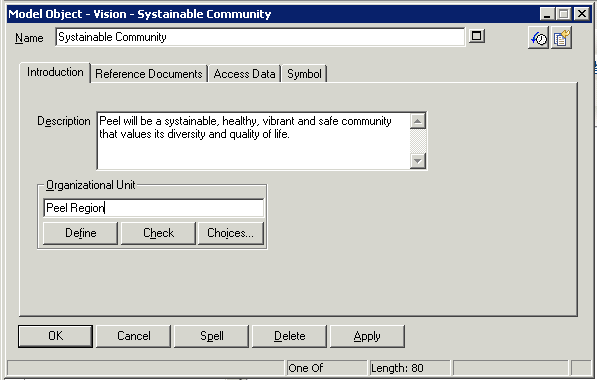 Model Object - Vision - Systainable Community
Name Systainable Community
Introduction Reference Documents Access Data Symbol
Description Peel will be a systainable, healthy, vibrant and safe community
that values its diversity and quality of life.
Organizational Unit
Peel Region
Define Check Choices...
OK Cancel Spell Delete Apply
One Of Length: 80